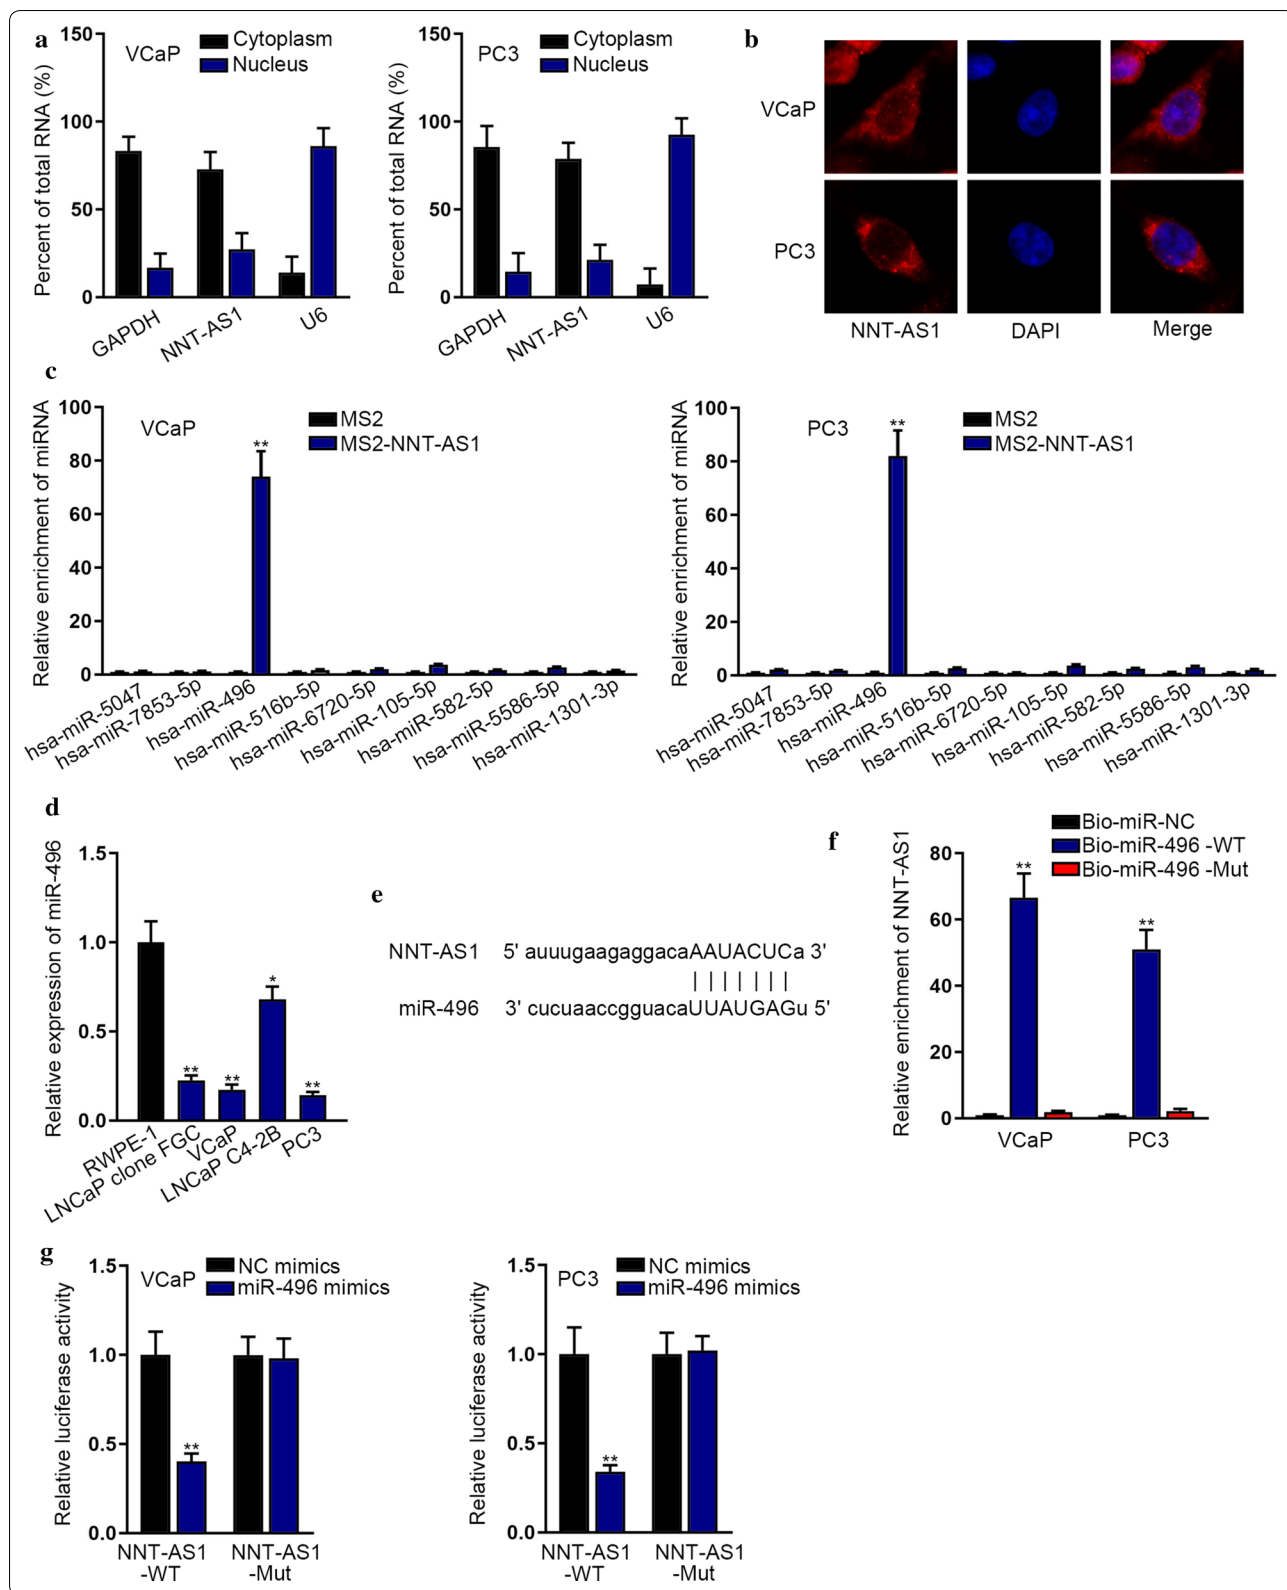 a
150
100
50
0
Percent of total RNA (%)
VCaP
Cytoplasm
Nucleus
GAPDH
NNT-AS1
U6
150
100
50
0
Percent of total RNA (%)
PC3
Cytoplasm
Nucleus
GAPDH
NNT-AS1
U6
b
VCaP
PC3
NNT-AS1
DAPI
Merge
c
100
80
60
40
20
0
Relative enrichment of miRNA
VCaP
MS2
MS2-NNT-AS1
**
hsa-miR-5047
hsa-miR-7853-5p
hsa-miR-496
hsa-miR-516b-5p
hsa-miR-6720-5p
hsa-miR-105-5p
hsa-miR-582-5p
hsa-miR-5586-5p
hsa-miR-1301-3p
100
80
60
40
20
0
Relative enrichment of miRNA
PC3
MS2
MS2-NNT-AS1
**
hsa-miR-5047
hsa-miR-7853-5p
hsa-miR-496
hsa-miR-516b-5p
hsa-miR-6720-5p
hsa-miR-105-5p
hsa-miR-582-5p
hsa-miR-5586-5p
hsa-miR-1301-3p
d
1.5
1.0
0.5
0.0
Relative expression of miR-496
**
**
*
**
RWPE-1
LNCaP clone FGC
VCaP
LNCaP C4-2B
PC3
e
NNT-AS1 5' auuugaagaggacaAAUACUCa 3'
| | | | | | |
miR-496 3' cucuaaccgguacaUUAUGAGu 5'
f
Bio-miR-NC
Bio-miR-496 -WT
Bio-miR-496 -Mut
80
60
40
20
0
Relative enrichment of NNT-AS1
**
**
VCaP
PC3
g
1.5
1.0
0.5
0.0
Relative luciferase activity
VCaP
NC mimics
miR-496 mimics
**
NNT-AS1
-WT
NNT-AS1
-Mut
1.5
1.0
0.5
0.0
Relative luciferase activity
PC3
NC mimics
miR-496 mimics
**
NNT-AS1
-WT
NNT-AS1
-Mut